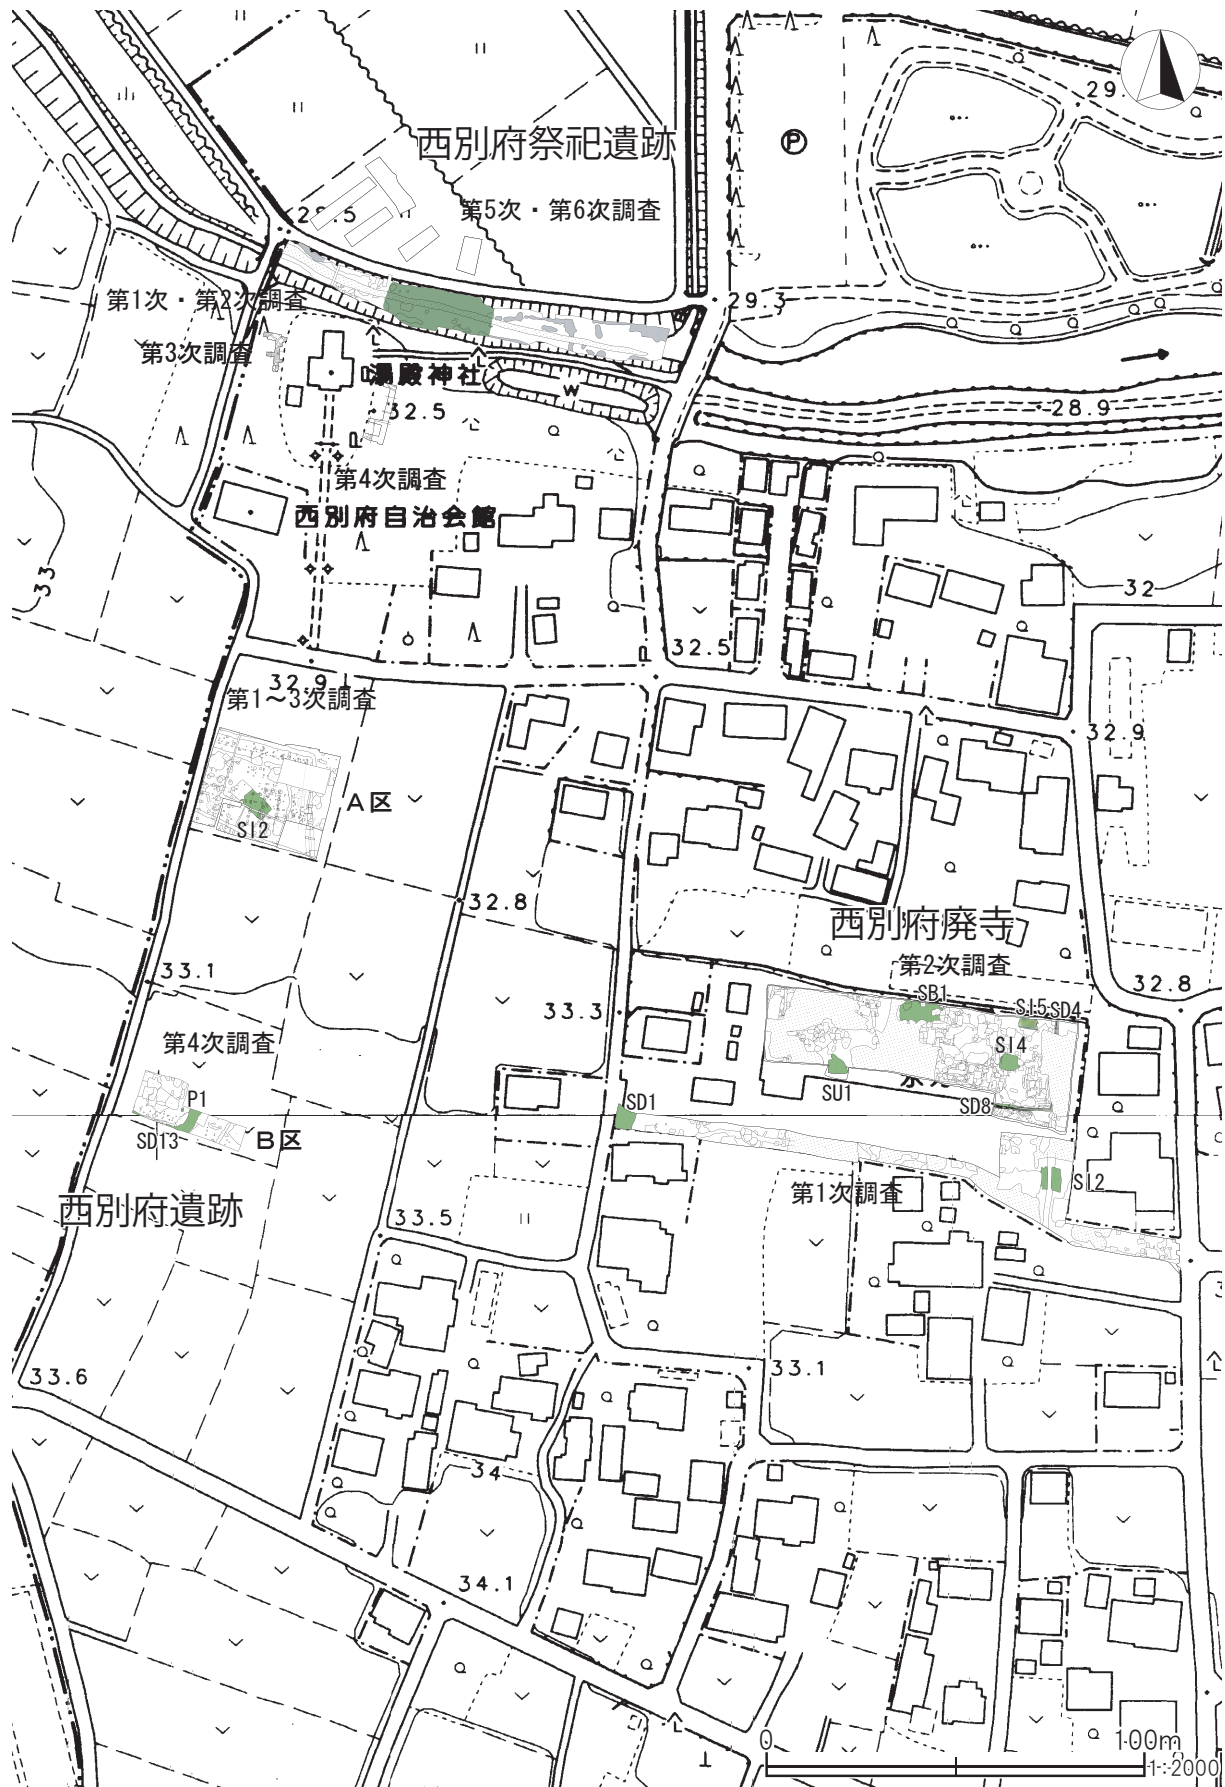 29.
西別府祭祀遺跡
P
29.5
第5次・第6次調査
第1次・第2次調査
29.3
第3次調査
湯殿神社
W
32.5
28.9
第4次調査
西別府自治会館
33
32
32.5
32.9
第1～3次調査
32.9
A区
SI2
32.8
西別府廃寺
33.1
第2次調査
32.8
SB1
33.3
SI5
SD4
第4次調査
SI4
P1
SU1
SD1
SD8
SD13
B区
第1次調査
SI2
西別府遺跡
33.5
33.1
33.6
34
34.1
0
100m
1:2000